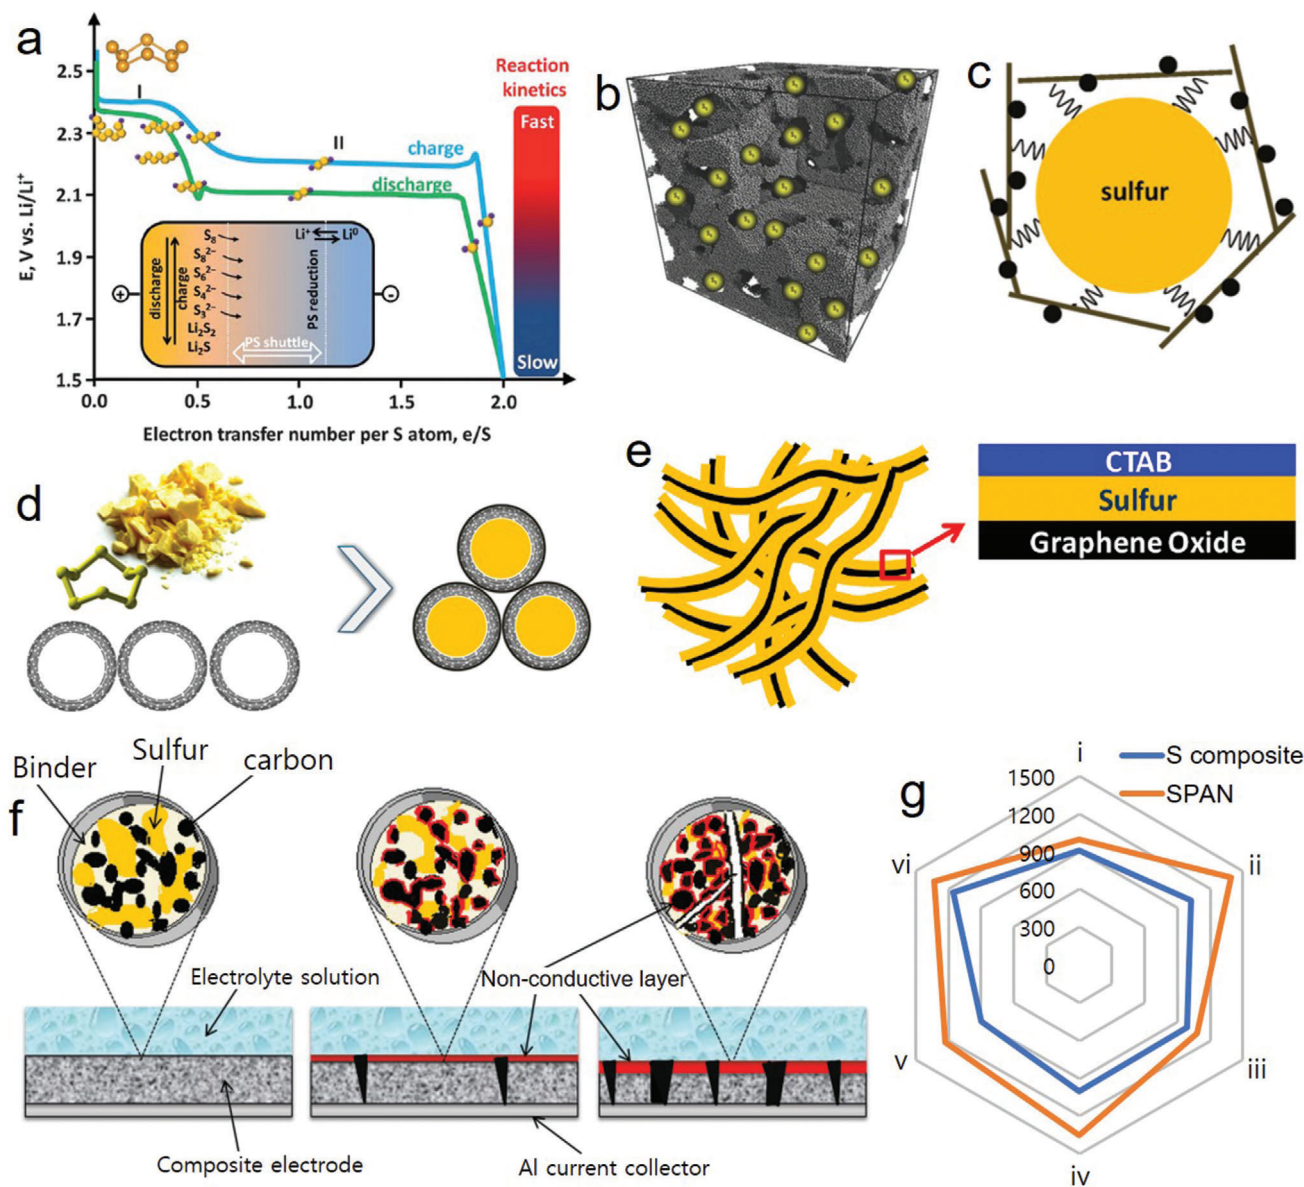 a
E, V vs. Li/Li⁺
2.5
2.3
2.1
1.9
1.7
1.5
0.0
0.5
1.0
1.5
2.0
Electron transfer number per S atom, e/S
I
II
charge
discharge
Reaction
kinetics
Fast
Slow
+
discharge
charge
S₈
S₈²⁻
S₆²⁻
S₄²⁻
S₃²⁻
Li₂S₂
Li₂S
PS shuttle
PS reduction
Li⁺
Li⁰
-
b
c
sulfur
d
e
CTAB
Sulfur
Graphene Oxide
f
Binder
Sulfur
carbon
Electrolyte solution
Non-conductive layer
Composite electrode
Al current collector
g
S composite
SPAN
i
ii
iii
iv
v
vi
1500
1200
900
600
300
0